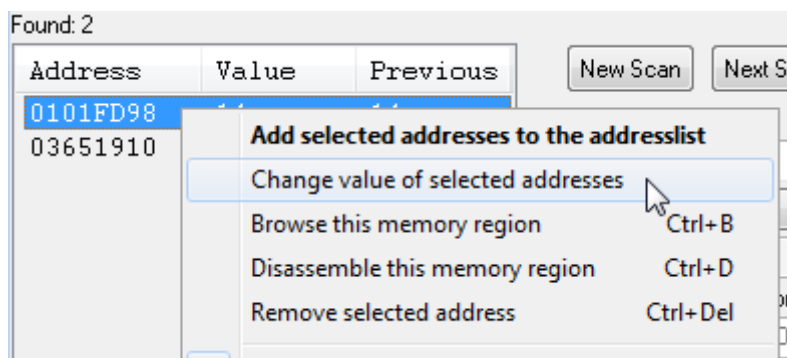 Found: 2
Address Value Previous New Scan Next S
0101FD98
03651910
Add selected addresses to the addresslist
Change value of selected addresses
Browse this memory region Ctrl+B
Disassemble this memory region Ctrl+D
Remove selected address Ctrl+Del